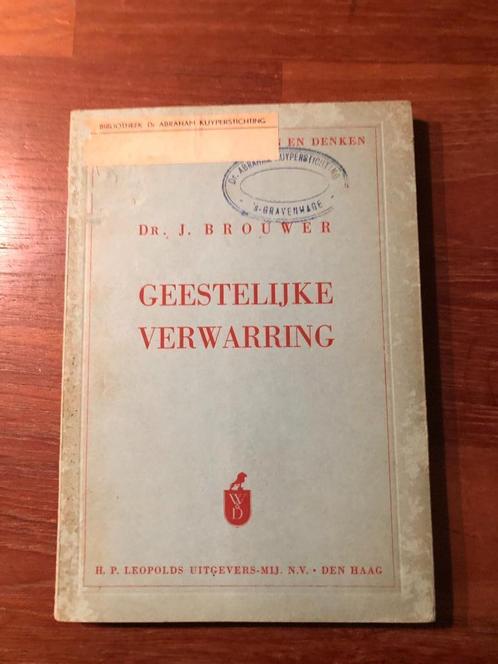 BIBLIOTHEEK Dr ABRAHAM KUYPERSTICHTING
EN DENKEN
Dr. ABRAHAM KUYPERSTICHTING
'S-GRAVENHAGE
DR. J. BROUWER
GEESTELIJKE
VERWARRING
W
D
H. P. LEOPOLDS UITGEVERS-MIJ. N.V. • DEN HAAG